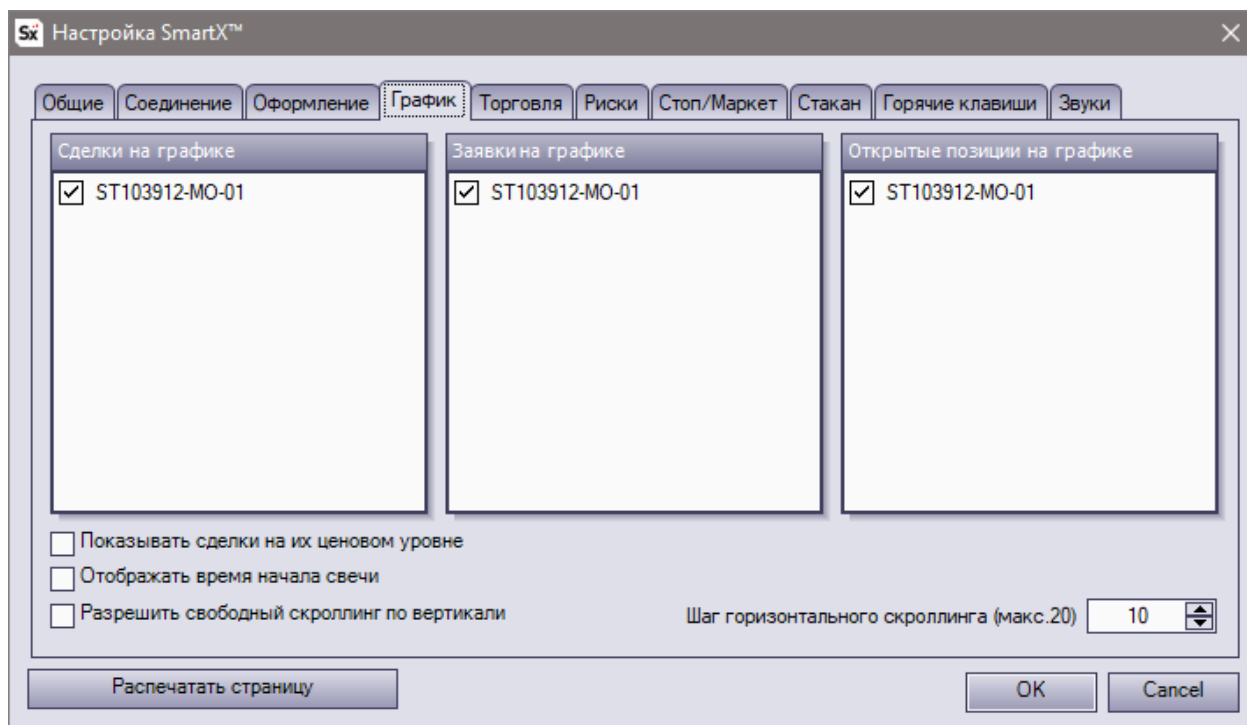 Sx Настройка SmartX™
Общие Соединение Оформление График Торговля Риски Стоп/Маркет Стакан Горячие клавиши Звуки
Сделки на графике Заявки на графике Открытые позиции на графике
ST103912-MO-01 ST103912-MO-01 ST103912-MO-01
Показывать сделки на их ценовом уровне
Отображать время начала свечи
Разрешить свободный скроллинг по вертикали Шаг горизонтального скроллинга (макс.20) 10
Распечатать страницу OK Cancel